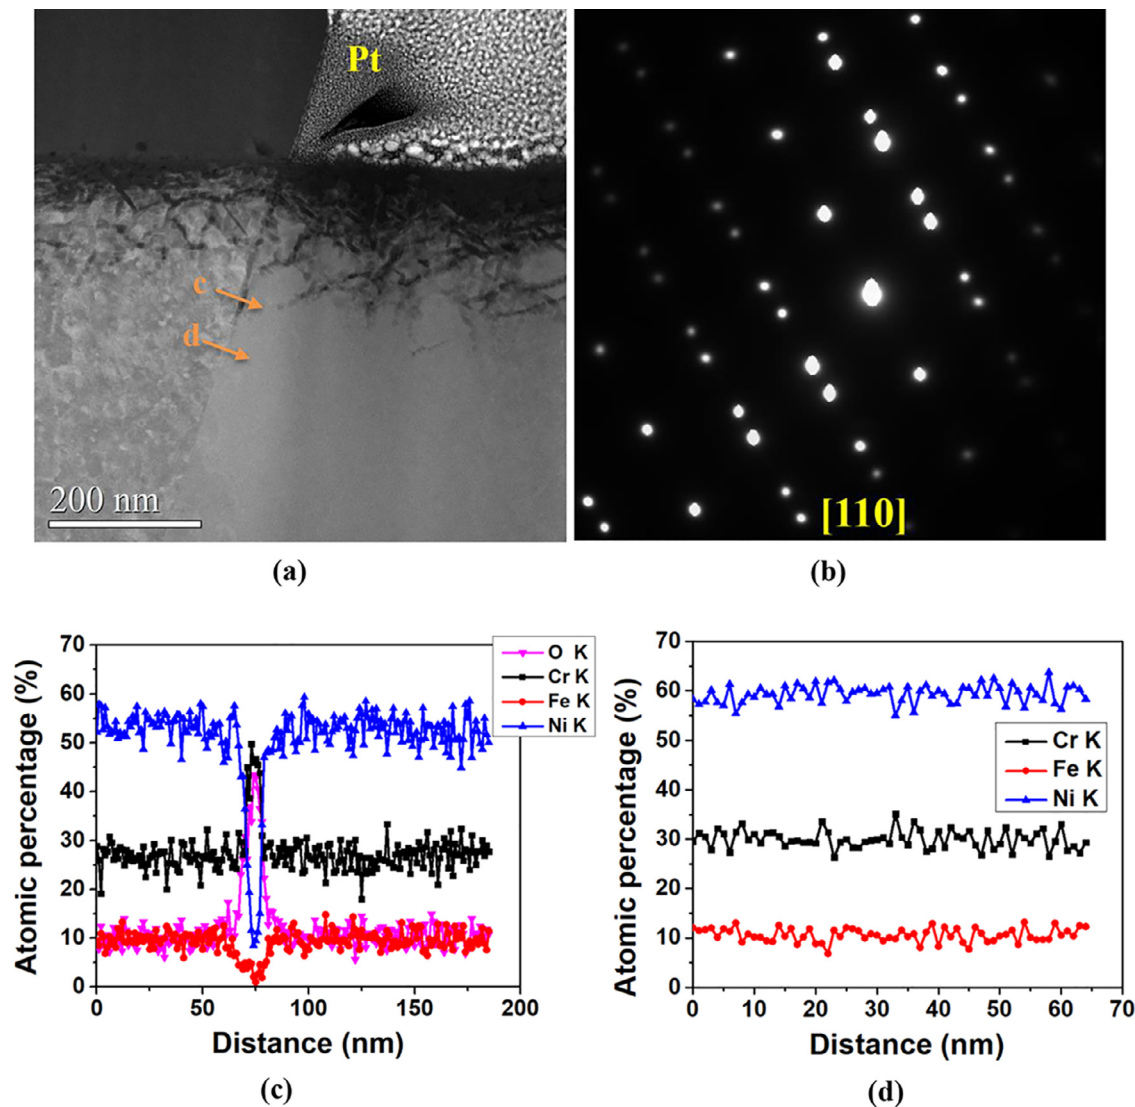 Pt
c
d
200 nm
[110]
(a)
(b)
70
60
50
40
30
20
10
0
Atomic percentage (%)
O K
Cr K
Fe K
Ni K
0
50
100
150
200
Distance (nm)
(c)
70
60
50
40
30
20
10
0
Atomic percentage (%)
Cr K
Fe K
Ni K
0
10
20
30
40
50
60
70
Distance (nm)
(d)